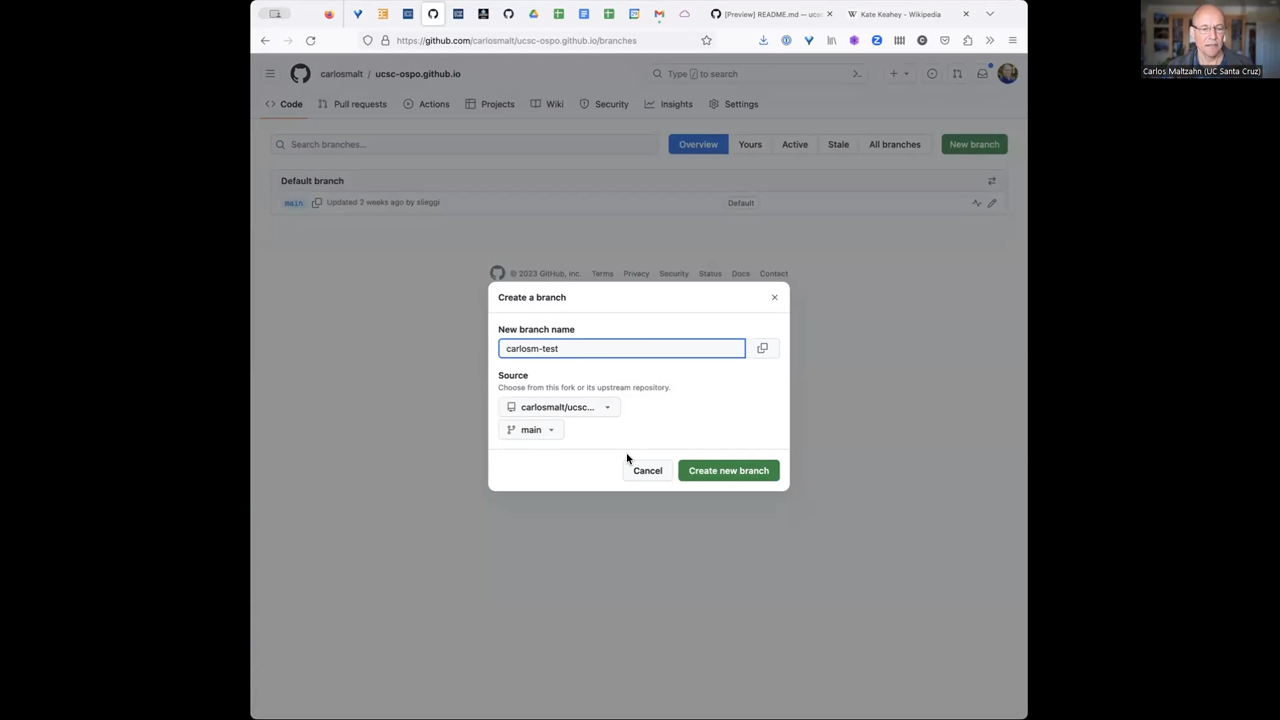 [Preview] README.md — ucs
Kate Keahey - Wikipedia
https://github.com/carlosmalt/ucsc-ospo.github.io/branches
carlosmalt / ucsc-ospo.github.io
Type / to search
Code Pull requests Actions Projects Wiki Security Insights Settings
Search branches...
Overview Yours Active Stale All branches New branch
Default branch
main Updated 2 weeks ago by slieggi Default
© 2023 GitHub, Inc. Terms Privacy Security Status Docs Contact
Create a branch
New branch name
carlosm-test
Source
Choose from this fork or its upstream repository.
carlosmalt/ucsc...
main
Cancel Create new branch
Carlos Maltzahn (UC Santa Cruz)